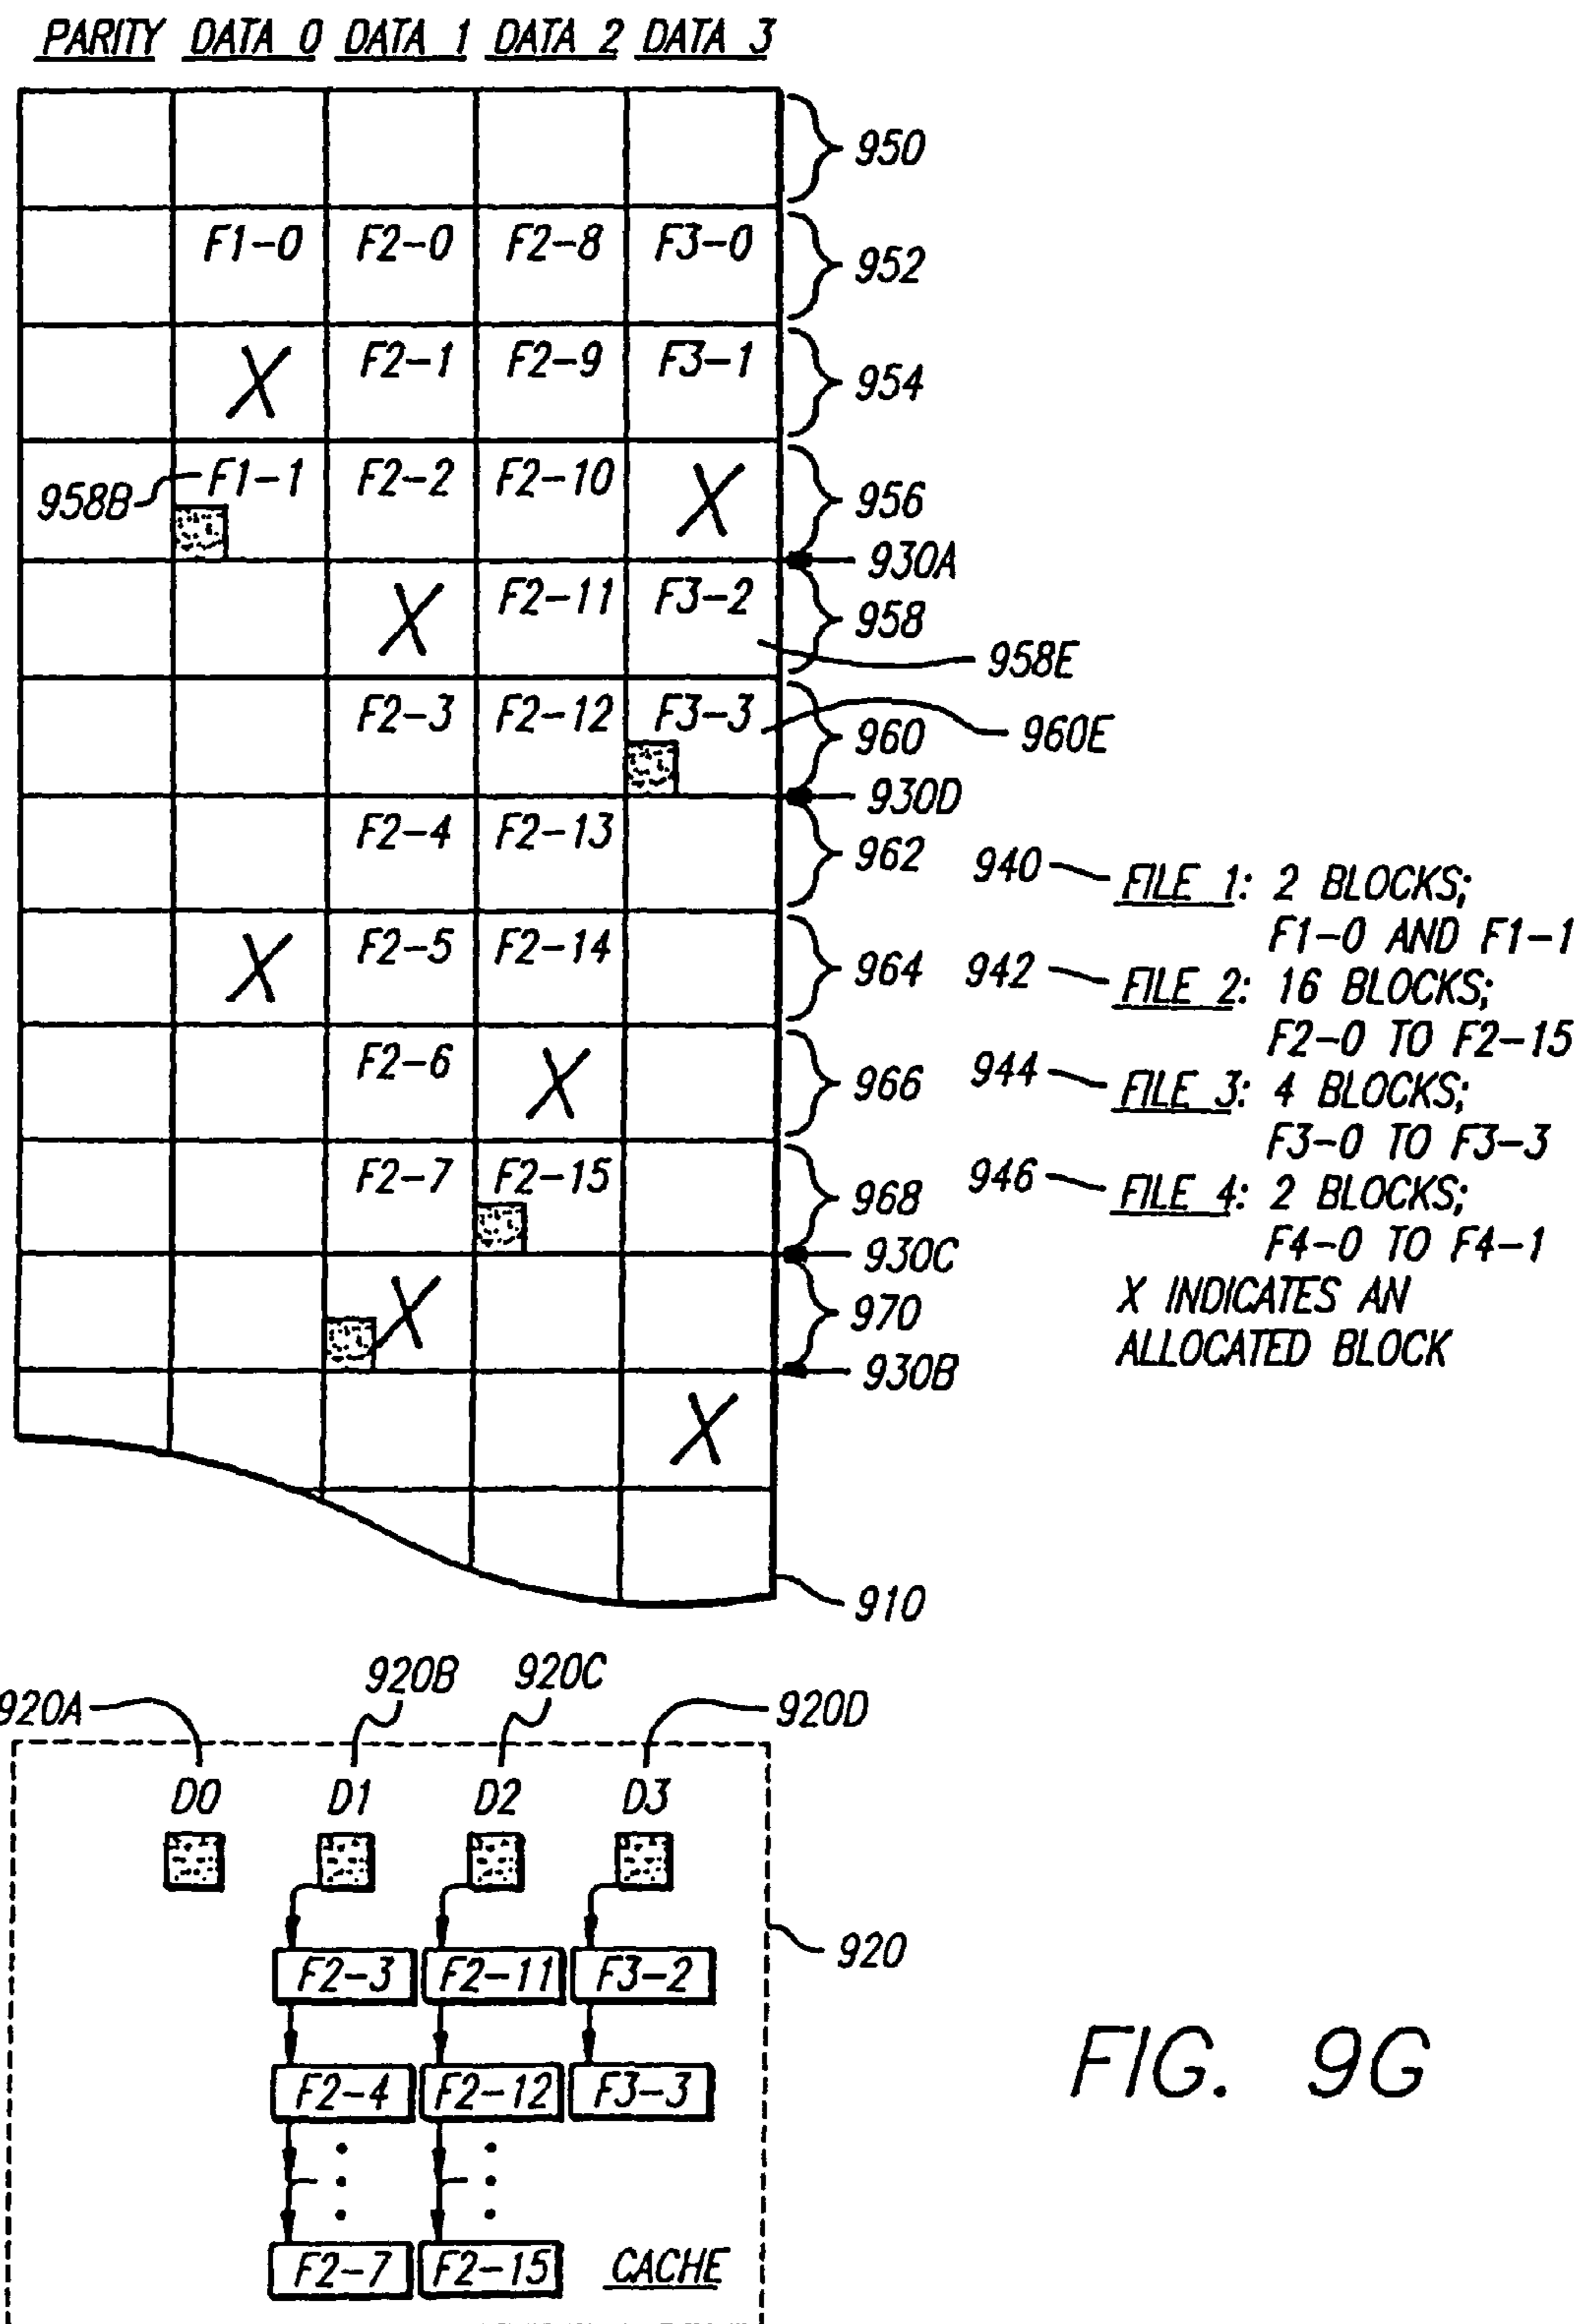 PARITY DATA 0 DATA 1 DATA 2 DATA 3
950
F1-0 F2-0 F2-8 F3-0 952
X F2-1 F2-9 F3-1 954
958B F1-1 F2-2 F2-10 X 956
930A
X F2-11 F3-2 958
958E
F2-3 F2-12 F3-3 960 960E
930D
F2-4 F2-13 962
X F2-5 F2-14 964
F2-6 X 966
F2-7 F2-15 968
930C
X 970
930B
X
910
940 FILE 1: 2 BLOCKS;
F1-0 AND F1-1
942 FILE 2: 16 BLOCKS;
F2-0 TO F2-15
944 FILE 3: 4 BLOCKS;
F3-0 TO F3-3
946 FILE 4: 2 BLOCKS;
F4-0 TO F4-1
X INDICATES AN
ALLOCATED BLOCK
920A 920B 920C 920D
D0 D1 D2 D3
920
F2-3 F2-11 F3-2
F2-4 F2-12 F3-3
F2-7 F2-15 CACHE
FIG. 9G